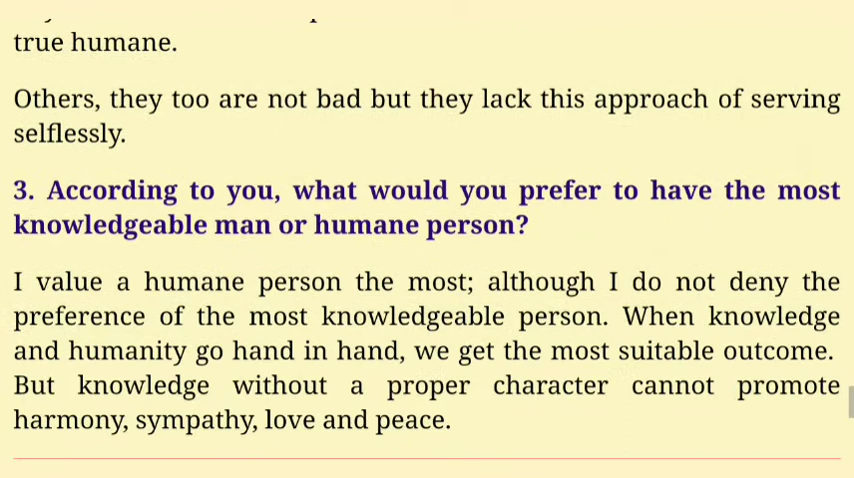 true humane.
Others, they too are not bad but they lack this approach of serving
selflessly.
3. According to you, what would you prefer to have the most
knowledgeable man or humane person?
I value a humane person the most; although I do not deny the
preference of the most knowledgeable person. When knowledge
and humanity go hand in hand, we get the most suitable outcome.
But knowledge without a proper character cannot promote
harmony, sympathy, love and peace.